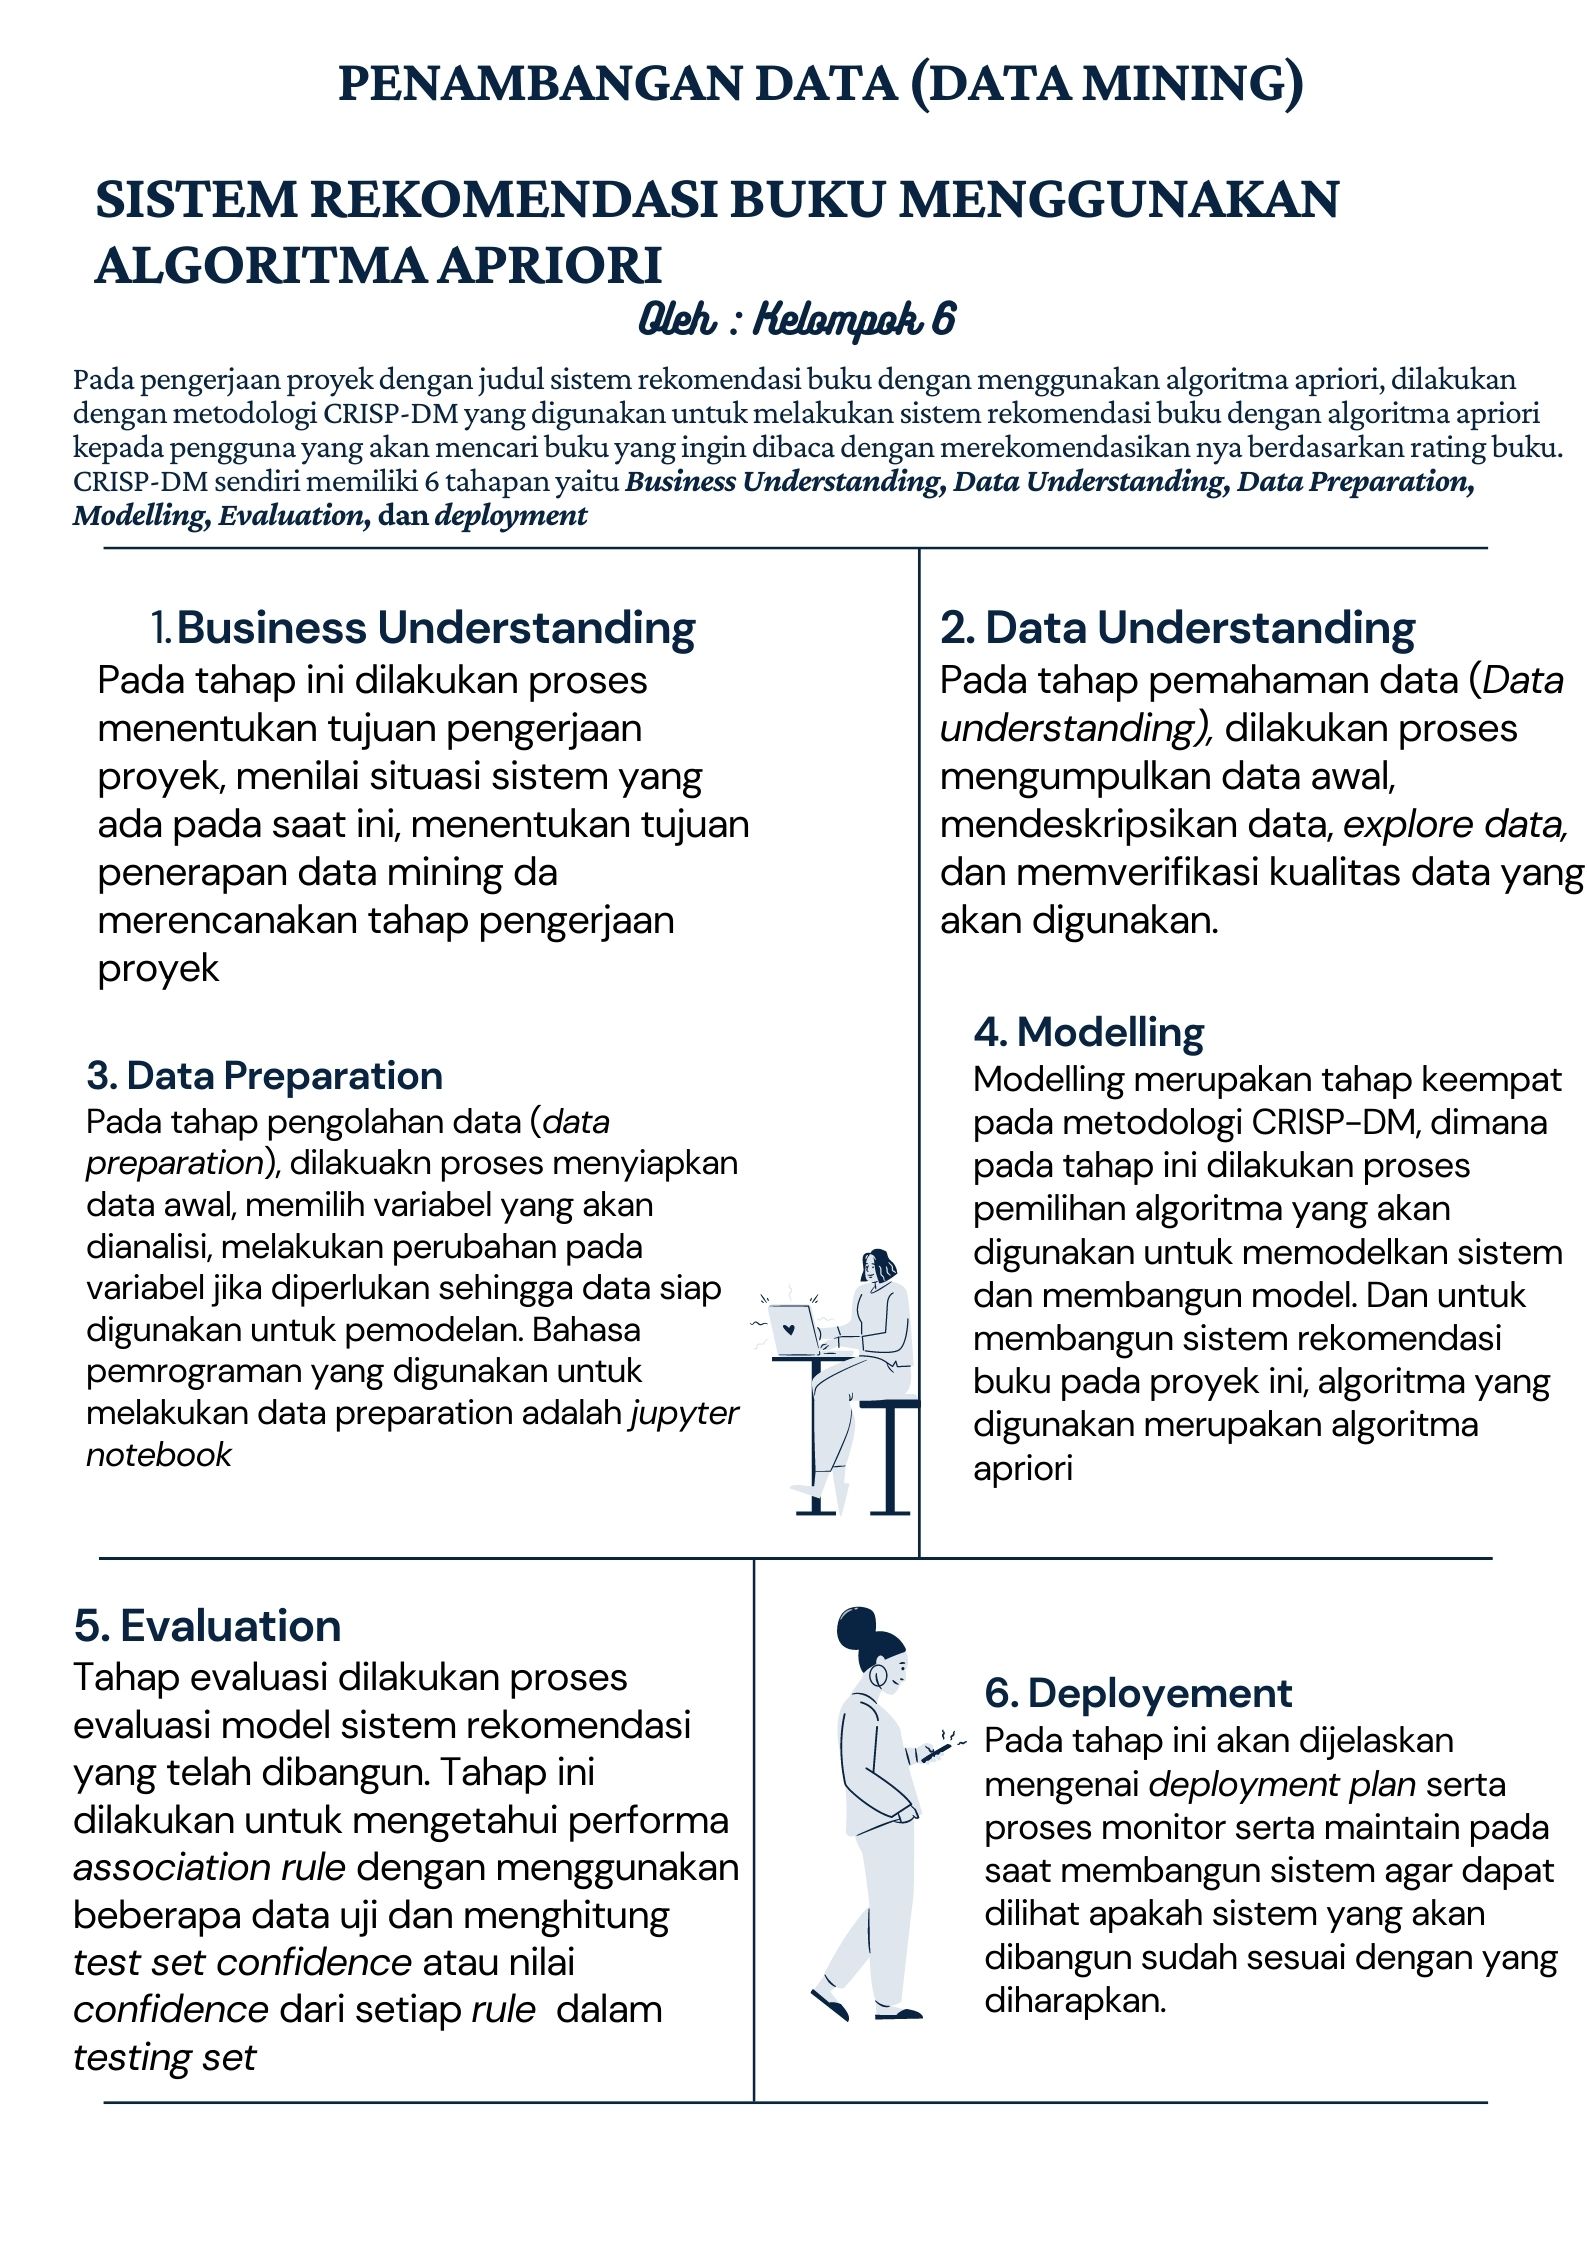 PENAMBANGAN DATA (DATA MINING)
SISTEM REKOMENDASI BUKU MENGGUNAKAN
ALGORITMA APRIORI
Oleh : Kelompok 6
Pada pengerjaan proyek dengan judul sistem rekomendasi buku dengan menggunakan algoritma apriori, dilakukan
dengan metodologi CRISP-DM yang digunakan untuk melakukan sistem rekomendasi buku dengan algoritma apriori
kepada pengguna yang akan mencari buku yang ingin dibaca dengan merekomendasikan nya berdasarkan rating buku.
CRISP-DM sendiri memiliki 6 tahapan yaitu Business Understanding, Data Understanding, Data Preparation,
Modelling, Evaluation, dan deployment
1. Business Understanding
Pada tahap ini dilakukan proses
menentukan tujuan pengerjaan
proyek, menilai situasi sistem yang
ada pada saat ini, menentukan tujuan
penerapan data mining da
merencanakan tahap pengerjaan
proyek
2. Data Understanding
Pada tahap pemahaman data (Data
understanding), dilakukan proses
mengumpulkan data awal,
mendeskripsikan data, explore data,
dan memverifikasi kualitas data yang
akan digunakan.
3. Data Preparation
Pada tahap pengolahan data (data
preparation), dilakuakn proses menyiapkan
data awal, memilih variabel yang akan
dianalisi, melakukan perubahan pada
variabel jika diperlukan sehingga data siap
digunakan untuk pemodelan. Bahasa
pemrograman yang digunakan untuk
melakukan data preparation adalah jupyter
notebook
4. Modelling
Modelling merupakan tahap keempat
pada metodologi CRISP-DM, dimana
pada tahap ini dilakukan proses
pemilihan algoritma yang akan
digunakan untuk memodelkan sistem
dan membangun model. Dan untuk
membangun sistem rekomendasi
buku pada proyek ini, algoritma yang
digunakan merupakan algoritma
apriori
5. Evaluation
Tahap evaluasi dilakukan proses
evaluasi model sistem rekomendasi
yang telah dibangun. Tahap ini
dilakukan untuk mengetahui performa
association rule dengan menggunakan
beberapa data uji dan menghitung
test set confidence atau nilai
confidence dari setiap rule dalam
testing set
6. Deployement
Pada tahap ini akan dijelaskan
mengenai deployment plan serta
proses monitor serta maintain pada
saat membangun sistem agar dapat
dilihat apakah sistem yang akan
dibangun sudah sesuai dengan yang
diharapkan.